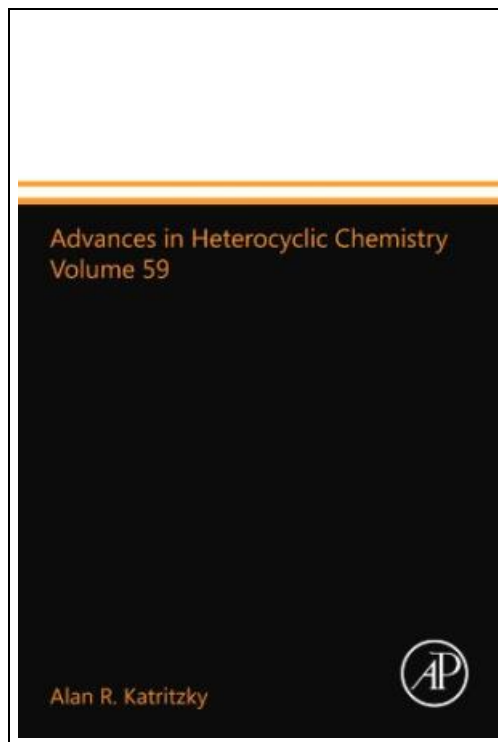 Advances in Heterocyclic Chemistry
Volume 59
Alan R. Katritzky
AP